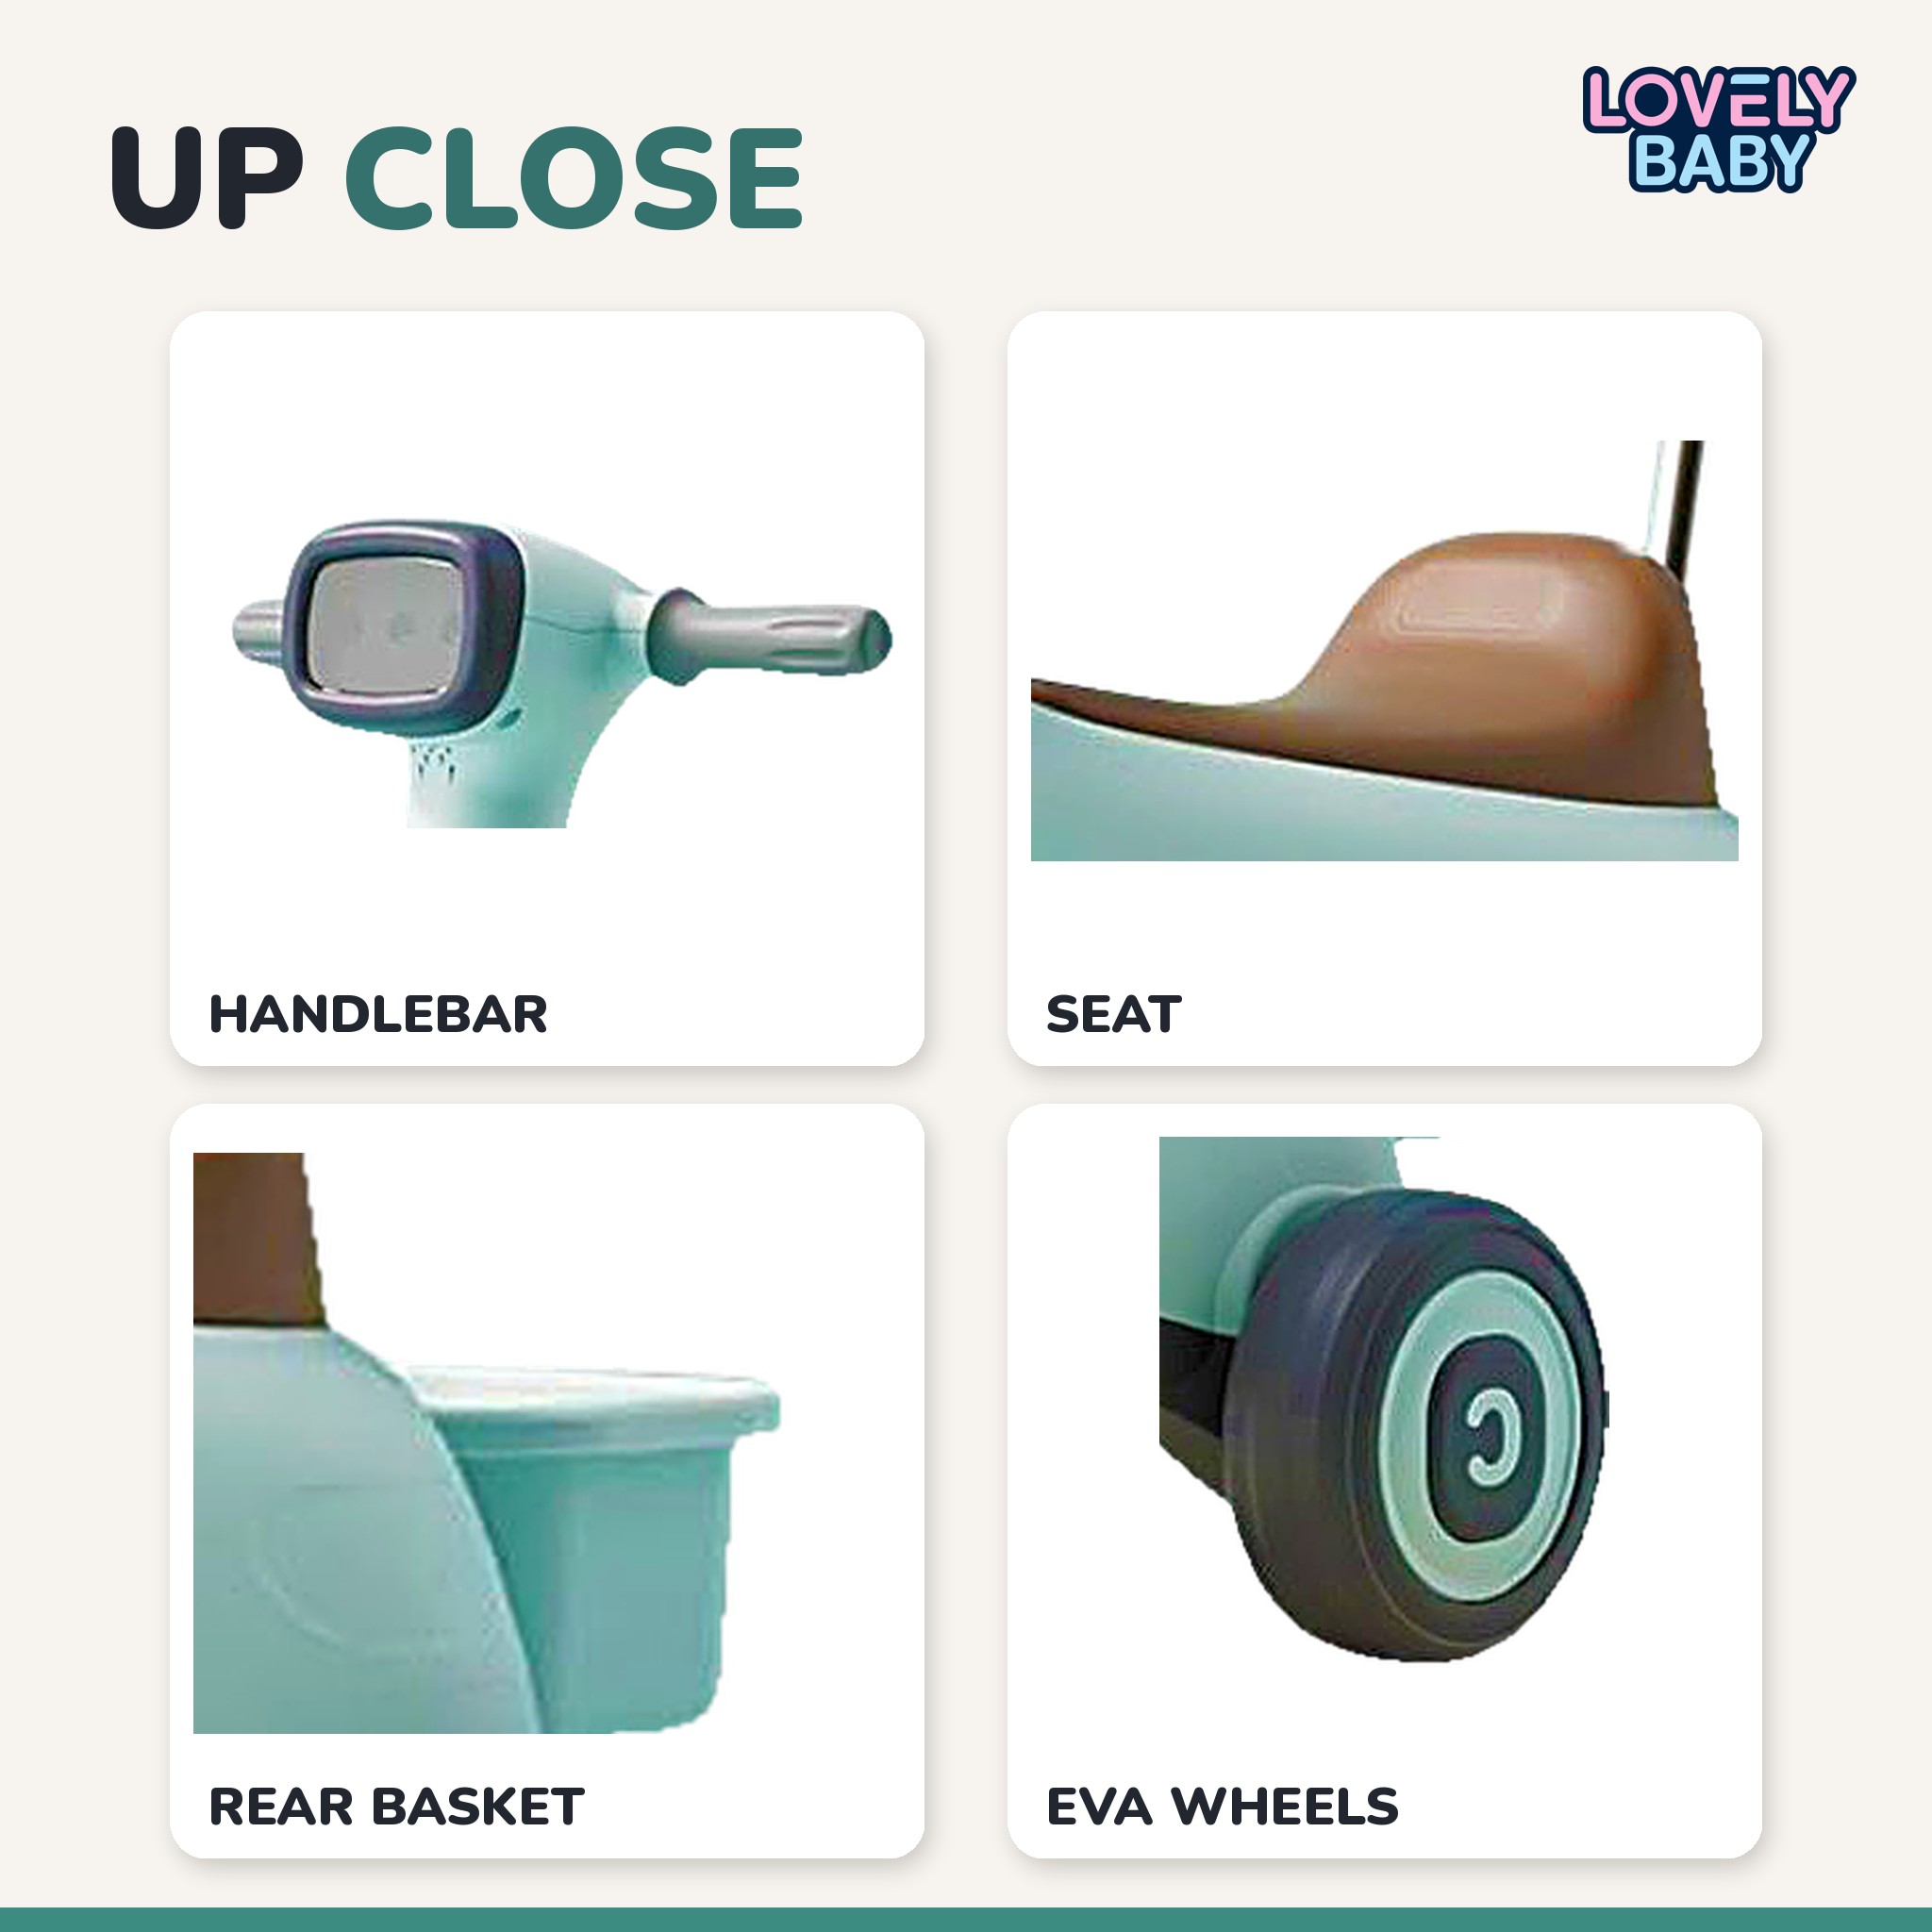 UP CLOSE
LOVELY
BABY
HANDLEBAR
SEAT
REAR BASKET
EVA WHEELS